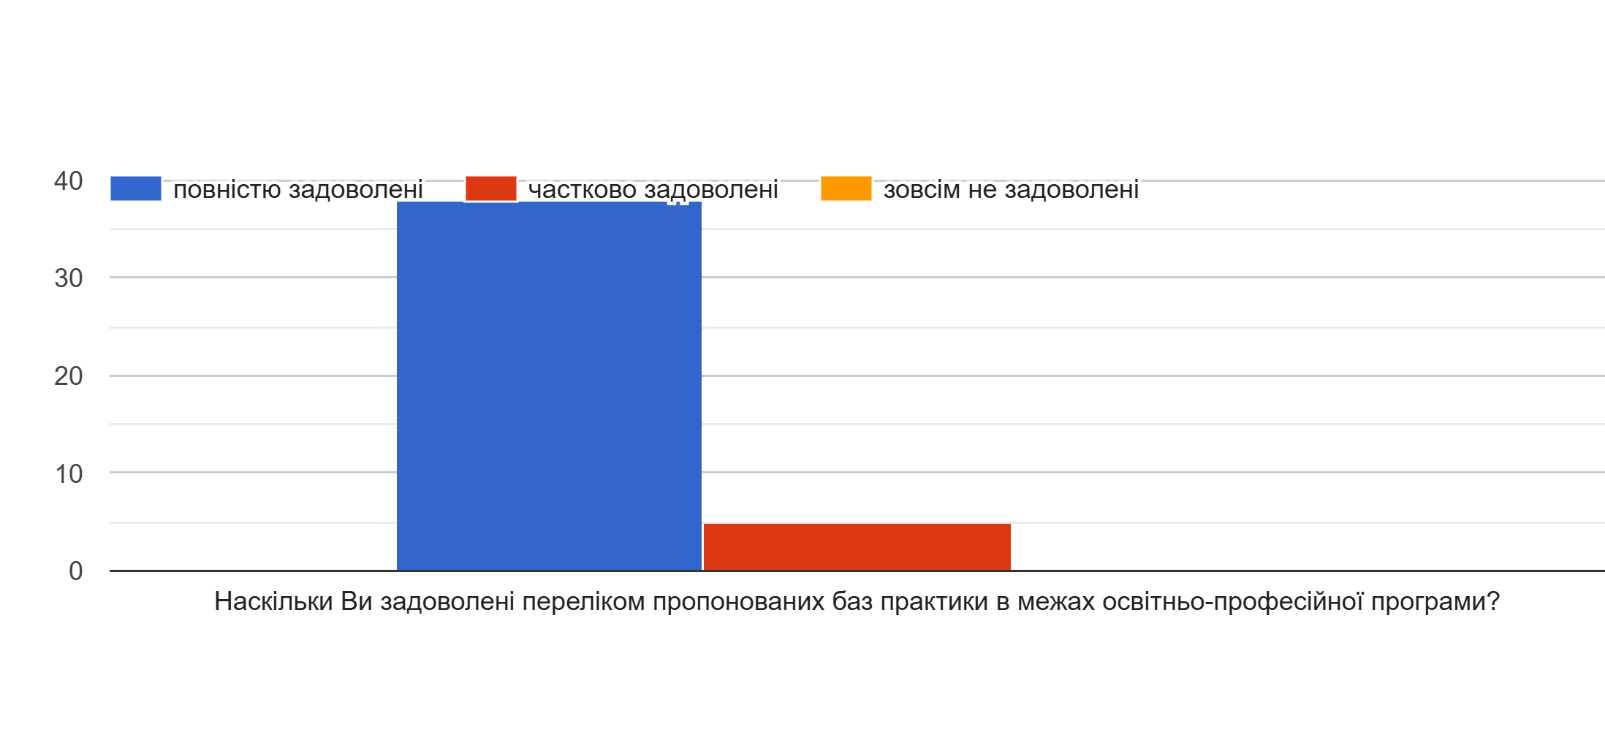 40 повністю задоволені частково задоволені зовсім не задоволені
30
20
10
0
Наскільки Ви задоволені переліком пропонованих баз практики в межах освітньо-професійної програми?